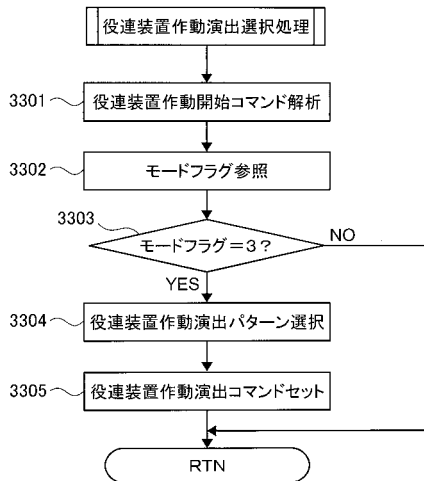 役連装置作動演出選択処理
3301
役連装置作動開始コマンド解析
3302
モードフラグ参照
3303
モードフラグ=3?
NO
YES
3304
役連装置作動演出パターン選択
3305
役連装置作動演出コマンドセット
RTN